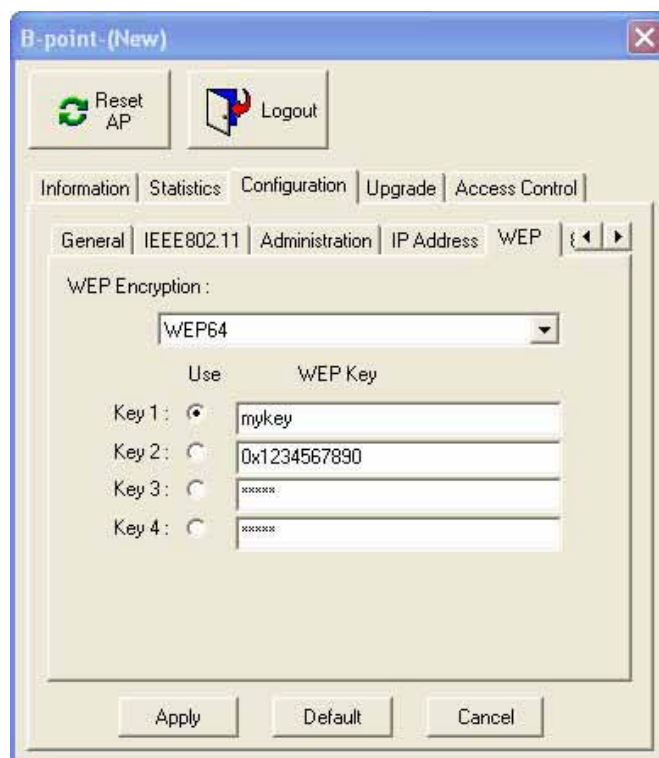 B-point-(New)
Reset AP
Logout
Information Statistics Configuration Upgrade Access Control
General IEEE802.11 Administration IP Address WEP
WEP Encryption :
WEP64
Use WEP Key
Key 1 : mykey
Key 2 : 0x1234567890
Key 3 : *****
Key 4 : *****
Apply Default Cancel